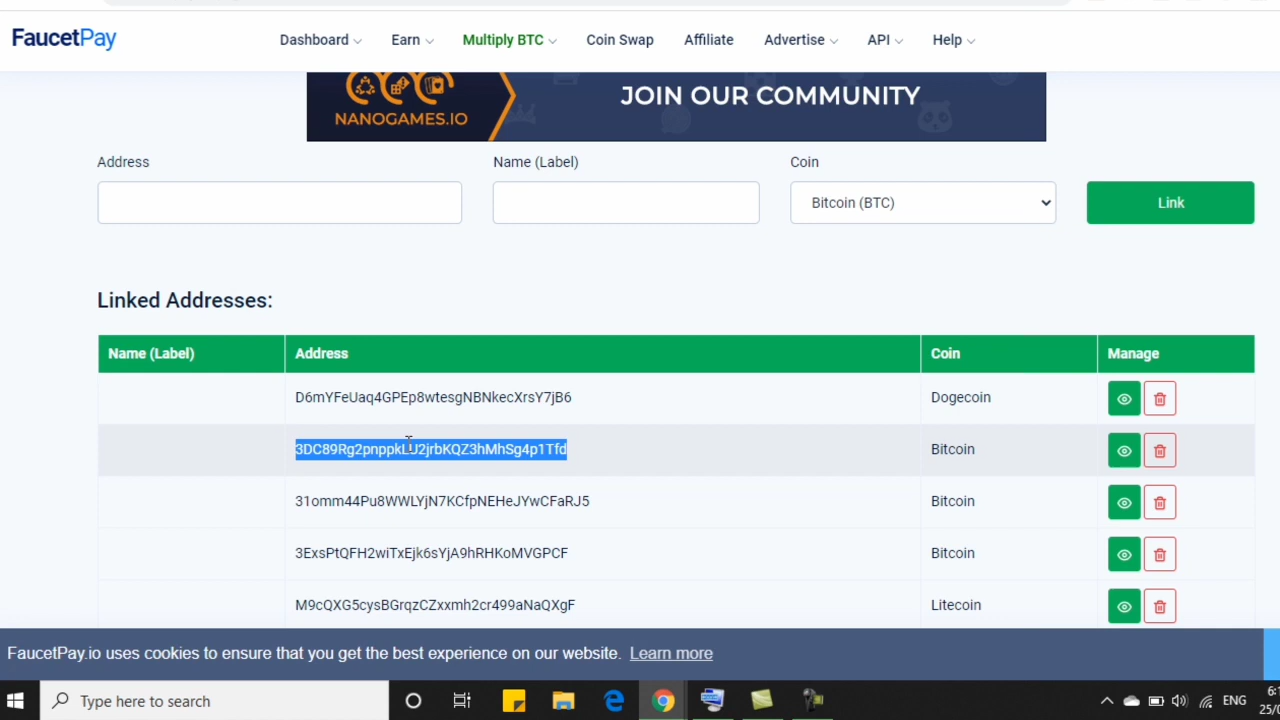 FaucetPay
Dashboard Earn Multiply BTC Coin Swap Affiliate Advertise API Help
NANOGAMES.IO JOIN OUR COMMUNITY
Address Name (Label) Coin
Bitcoin (BTC) Link
Linked Addresses:
Name (Label) Address Coin Manage
D6mYFeUaq4GPEp8wtesgNBNkecXrsY7jB6 Dogecoin
3DC89Rg2pnppkLU2jrbKQZ3hMhSg4p1Tfd Bitcoin
31omm44Pu8WWLYjN7KCfpNEHeJYwCFaRJ5 Bitcoin
3ExsPtQFH2wiTxEjk6sYjA9hRHKoMVGPCF Bitcoin
M9cQXG5cysBGrqzCZxxmh2cr499aNaQXgF Litecoin
FaucetPay.io uses cookies to ensure that you get the best experience on our website. Learn more
Type here to search ENG